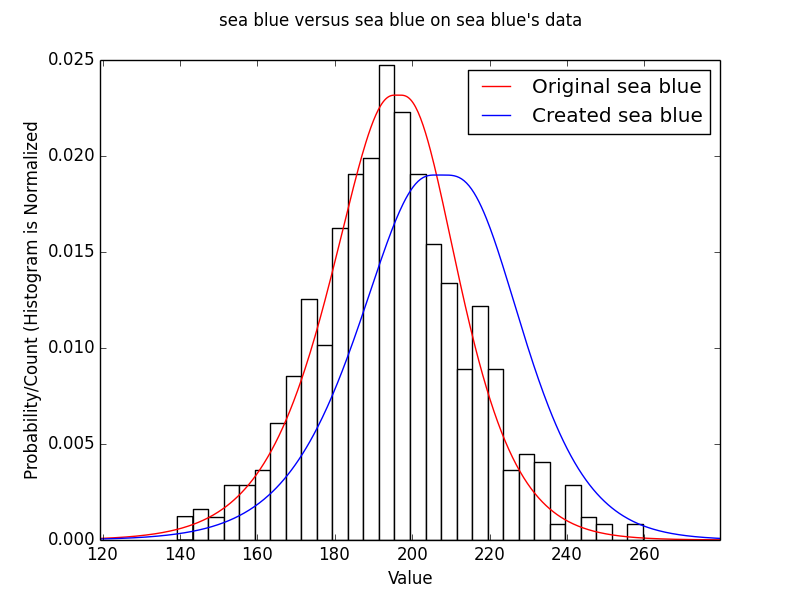 sea blue versus sea blue on sea blue's data
Original sea blue
Created sea blue
0.025
0.020
0.015
0.010
0.005
0.000
Probability/Count (Histogram is Normalized
120 140 160 180 200 220 240 260
Value